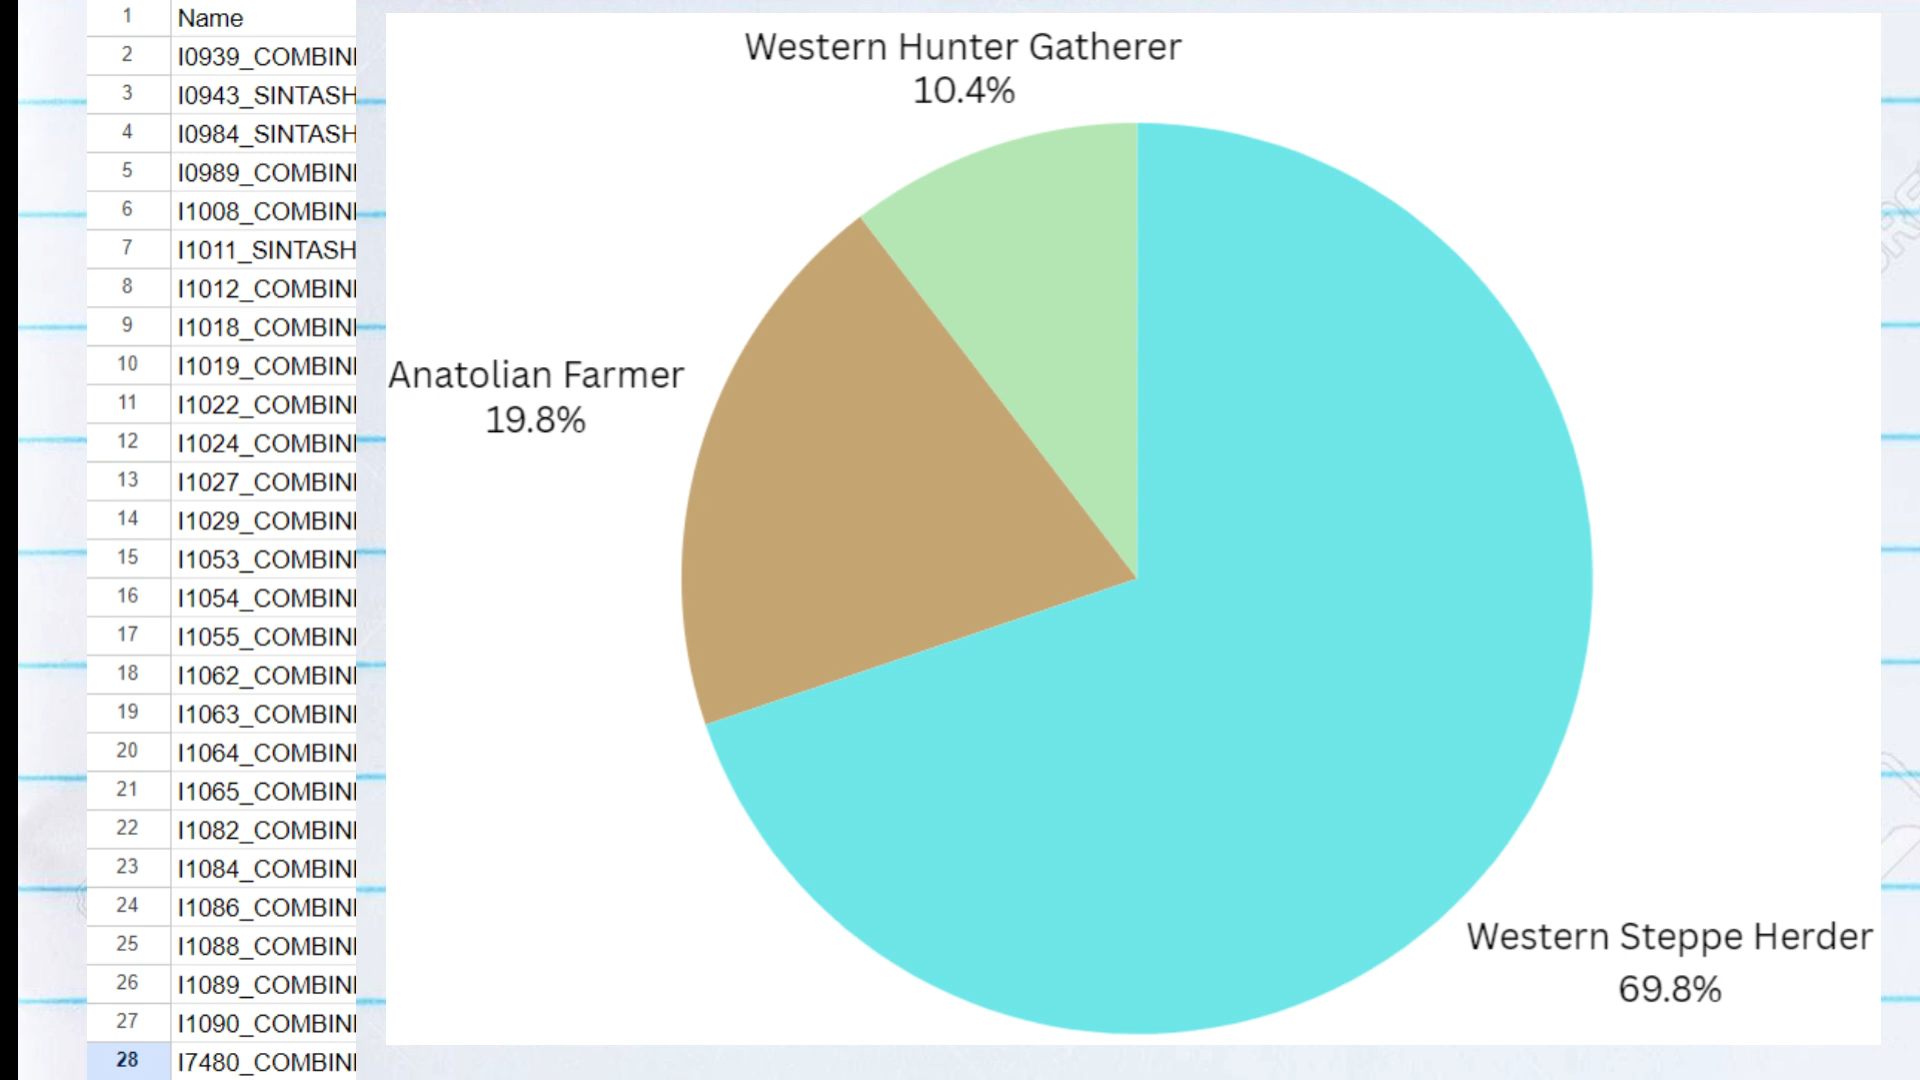 1 Name
2 I0939_COMBINI
3 I0943_SINTASH
4 I0984_SINTASH
5 I0989_COMBINI
6 I1008_COMBINI
7 I1011_SINTASH
8 I1012_COMBINI
9 I1018_COMBINI
10 I1019_COMBINI
11 I1022_COMBINI
12 I1024_COMBINI
13 I1027_COMBINI
14 I1029_COMBINI
15 I1053_COMBINI
16 I1054_COMBINI
17 I1055_COMBINI
18 I1062_COMBINI
19 I1063_COMBINI
20 I1064_COMBINI
21 I1065_COMBINI
22 I1082_COMBINI
23 I1084_COMBINI
24 I1086_COMBINI
25 I1088_COMBINI
26 I1089_COMBINI
27 I1090_COMBINI
28 I7480_COMBINI
Western Hunter Gatherer
10.4%
Anatolian Farmer
19.8%
Western Steppe Herder
69.8%